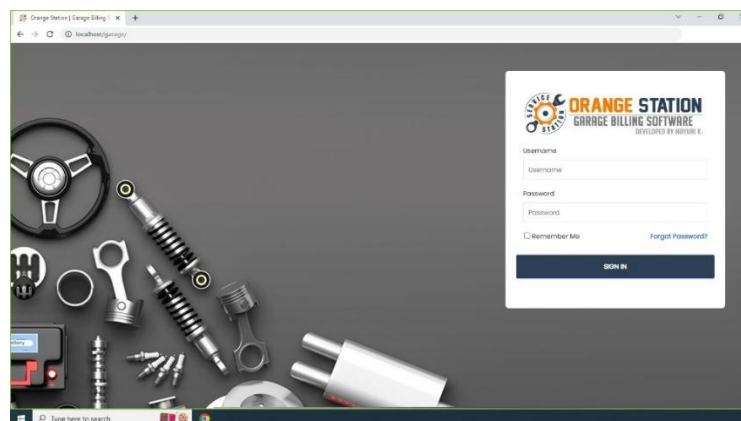 Orange Station | Garage Billing S
localhost/garage/
SERVICE STATION
ORANGE STATION
GARAGE BILLING SOFTWARE
DEVELOPED BY MAYURI K.
Username
Username
Password
Password
Remember Me Forgot Password?
SIGN IN
Type here to search